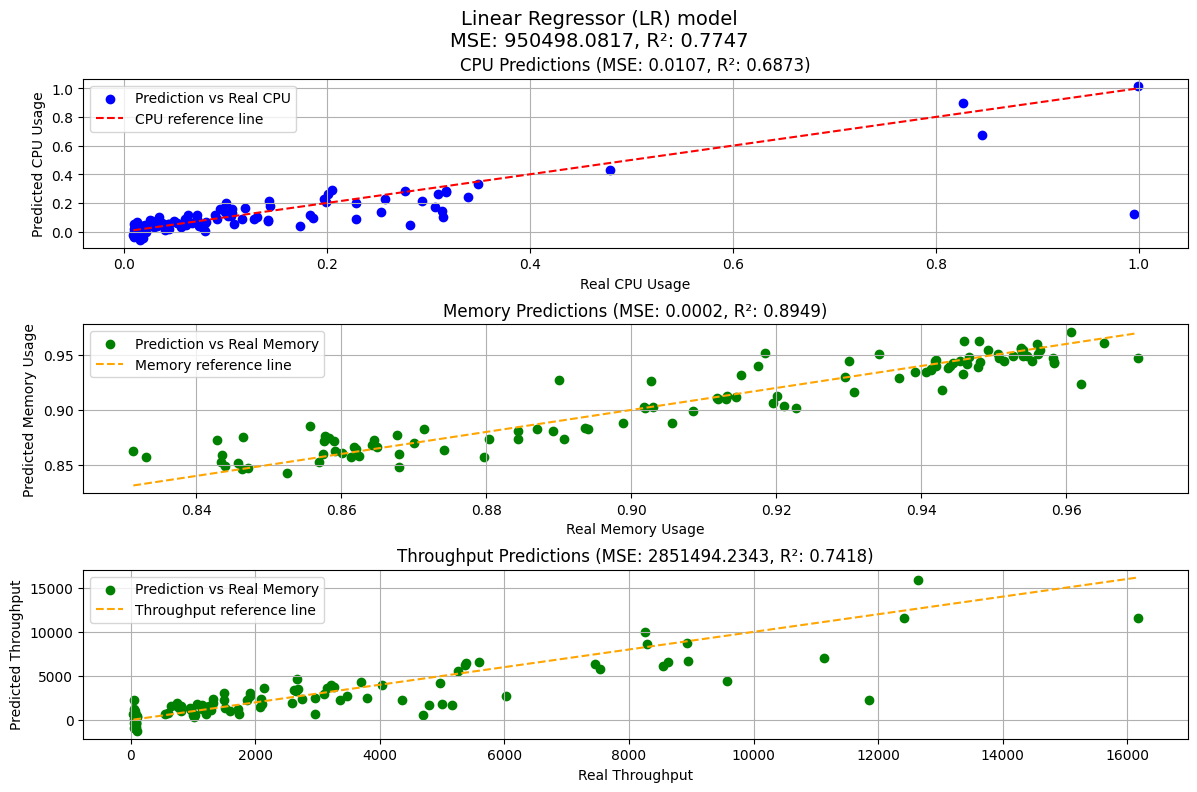 Linear Regressor (LR) model
MSE: 950498.0817, R²: 0.7747
CPU Predictions (MSE: 0.0107, R²: 0.6873)
Predicted CPU Usage
1.0
0.8
0.6
0.4
0.2
0.0
Prediction vs Real CPU
CPU reference line
0.0 0.2 0.4 0.6 0.8 1.0
Real CPU Usage
Memory Predictions (MSE: 0.0002, R²: 0.8949)
Predicted Memory Usage
0.95
0.90
0.85
Prediction vs Real Memory
Memory reference line
0.84 0.86 0.88 0.90 0.92 0.94 0.96
Real Memory Usage
Throughput Predictions (MSE: 2851494.2343, R²: 0.7418)
Predicted Throughput
15000
10000
5000
0
Prediction vs Real Memory
Throughput reference line
0 2000 4000 6000 8000 10000 12000 14000 16000
Real Throughput